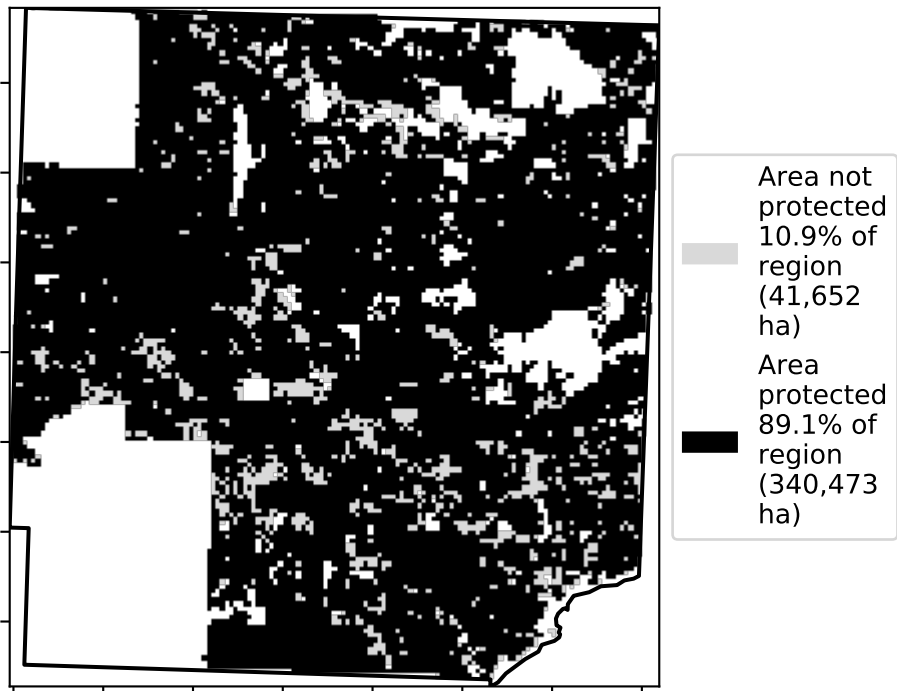 Area not
protected
10.9% of
region
(41,652
ha)
Area
protected
89.1% of
region
(340,473
ha)